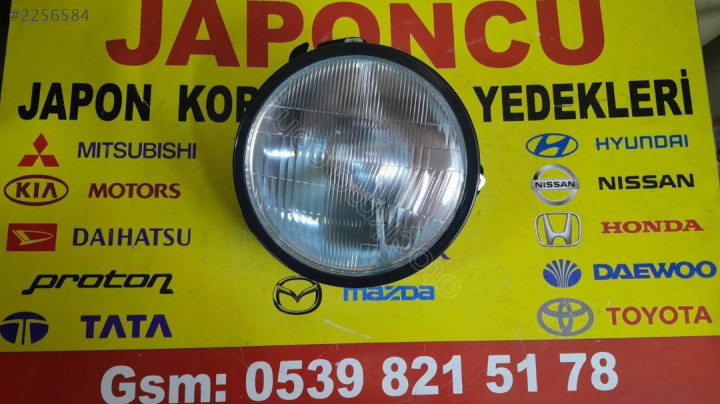 #2256584
JAPONCU
JAPON KOR YEDEKLERİ
MITSUBISHI
HYUNDAI
KIA MOTORS
NISSAN
NISSAN
DAIHATSU
HONDA
proton
DAEWOO
mazda
TATA
TOYOTA
Gsm: 0539 821 51 78